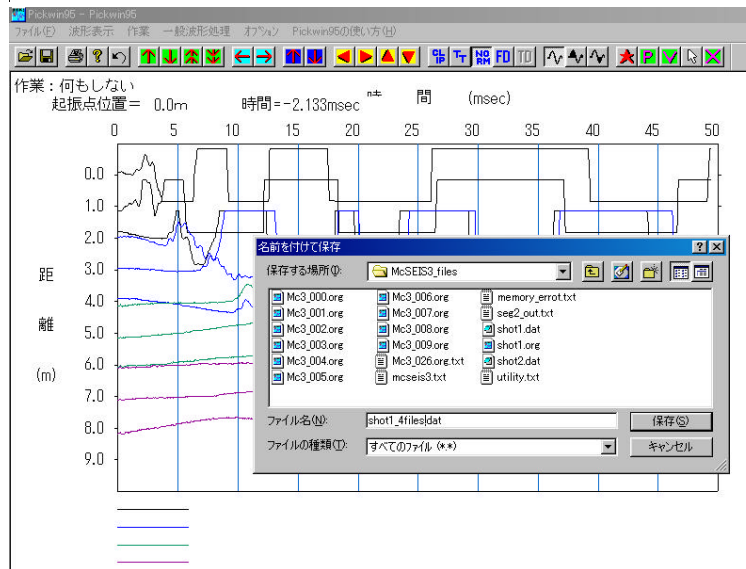 Pickwin95 - Pickwin95
ファイル(F) 波形表示 作業 一般波形処理 オプション Pickwin95の使い方(H)
CLIP TT NORM FD TD P
作業：何もしない
起振点位置＝ 0.0m 時間=-2.133msec 時 間 (msec)
0 5 10 15 20 25 30 35 40 45 50
0.0
1.0
2.0
距 3.0
4.0
離 5.0
(m) 6.0
7.0
8.0
9.0
名前を付けて保存
保存する場所(I): McSEIS3_files
Mc3_000.org Mc3_006.org memory_errot.txt
Mc3_001.org Mc3_007.org seg2_out.txt
Mc3_002.org Mc3_008.org shot1.dat
Mc3_003.org Mc3_009.org shot1.org
Mc3_004.org Mc3_026.org.txt shot2.dat
Mc3_005.org mcseis3.txt utility.txt
ファイル名(N): shot1_4files.dat 保存(S)
ファイルの種類(T): すべてのファイル (*.*) キャンセル